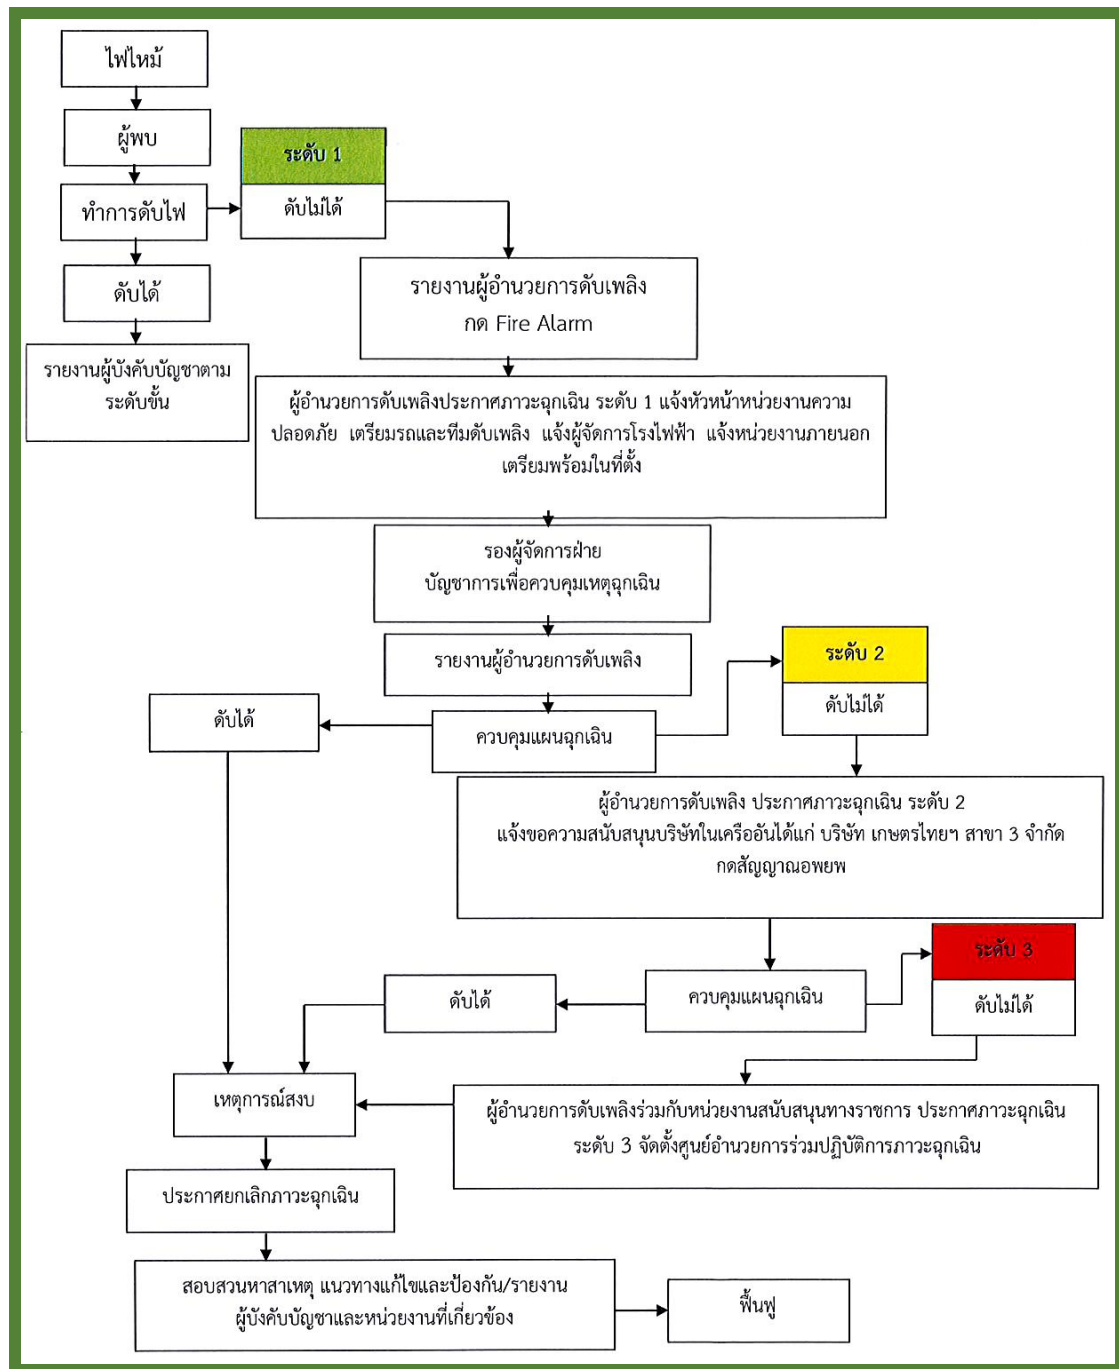 ไฟไหม้
ผู้พบ
ระดับ 1
ทำการดับไฟ
ดับไม่ได้
ดับได้
รายงานผู้อำนวยการดับเพลิง
กด Fire Alarm
รายงานผู้บังคับบัญชาตาม
ระดับขั้น
ผู้อำนวยการดับเพลิงประกาศภาวะฉุกเฉิน ระดับ 1 แจ้งหัวหน้าหน่วยงานความ
ปลอดภัย เตรียมรถและทีมดับเพลิง แจ้งผู้จัดการโรงไฟฟ้า แจ้งหน่วยงานภายนอก
เตรียมพร้อมในที่ตั้ง
รองผู้จัดการฝ่าย
บัญชาการเพื่อควบคุมเหตุฉุกเฉิน
รายงานผู้อำนวยการดับเพลิง
ระดับ 2
ดับไม่ได้
ดับได้
ควบคุมแผนฉุกเฉิน
ผู้อำนวยการดับเพลิง ประกาศภาวะฉุกเฉิน ระดับ 2
แจ้งขอความสนับสนุนบริษัทในเครืออันได้แก่ บริษัท เกษตรไทยฯ สาขา 3 จำกัด
กดสัญญาณอพยพ
ระดับ 3
ดับได้
ควบคุมแผนฉุกเฉิน
ดับไม่ได้
เหตุการณ์สงบ
ผู้อำนวยการดับเพลิงร่วมกับหน่วยงานสนับสนุนทางราชการ ประกาศภาวะฉุกเฉิน
ระดับ 3 จัดตั้งศูนย์อำนวยการร่วมปฏิบัติการภาวะฉุกเฉิน
ประกาศยกเลิกภาวะฉุกเฉิน
สอบสวนหาสาเหตุ แนวทางแก้ไขและป้องกัน/รายงาน
ผู้บังคับบัญชาและหน่วยงานที่เกี่ยวข้อง
ฟื้นฟู